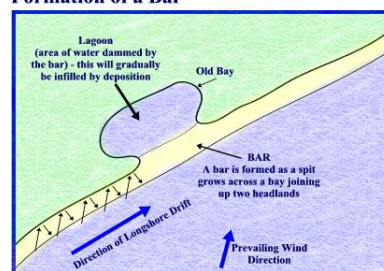 Formation of a Bar
Lagoon
(area of water dammed by
the bar) - this will gradually
be infilled by deposition
Old Bay
BAR
A bar is formed as a spit
grows across a bay joining
up two headlands
Direction of Longshore Drift
Prevailing Wind
Direction